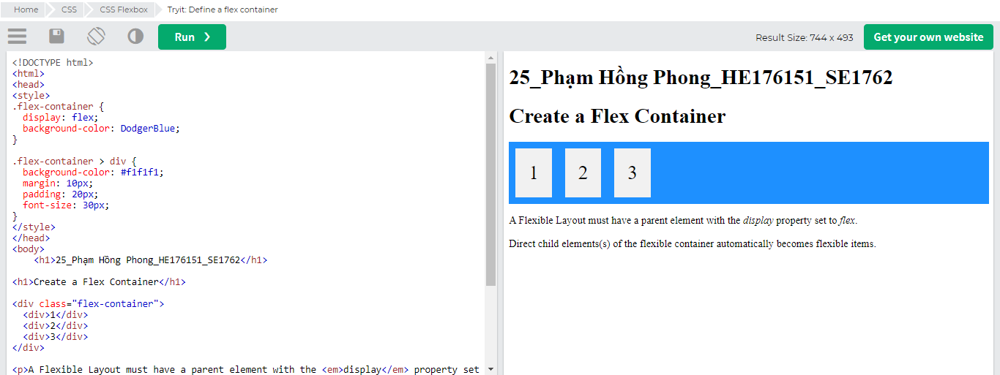 Home CSS CSS Flexbox Tryit: Define a flex container
Run ❯ Result Size: 744 x 493 Get your own website
<!DOCTYPE html>
<html>
<head>
<style>
.flex-container {
  display: flex;
  background-color: DodgerBlue;
}

.flex-container > div {
  background-color: #f1f1f1;
  margin: 10px;
  padding: 20px;
  font-size: 30px;
}
</style>
</head>
<body>
    <h1>25_Phạm Hồng Phong_HE176151_SE1762</h1>

<h1>Create a Flex Container</h1>

<div class="flex-container">
  <div>1</div>
  <div>2</div>
  <div>3</div>
</div>

<p>A Flexible Layout must have a parent element with the <em>display</em> property set
25_Phạm Hồng Phong_HE176151_SE1762
Create a Flex Container
1 2 3
A Flexible Layout must have a parent element with the display property set to flex.
Direct child elements(s) of the flexible container automatically becomes flexible items.